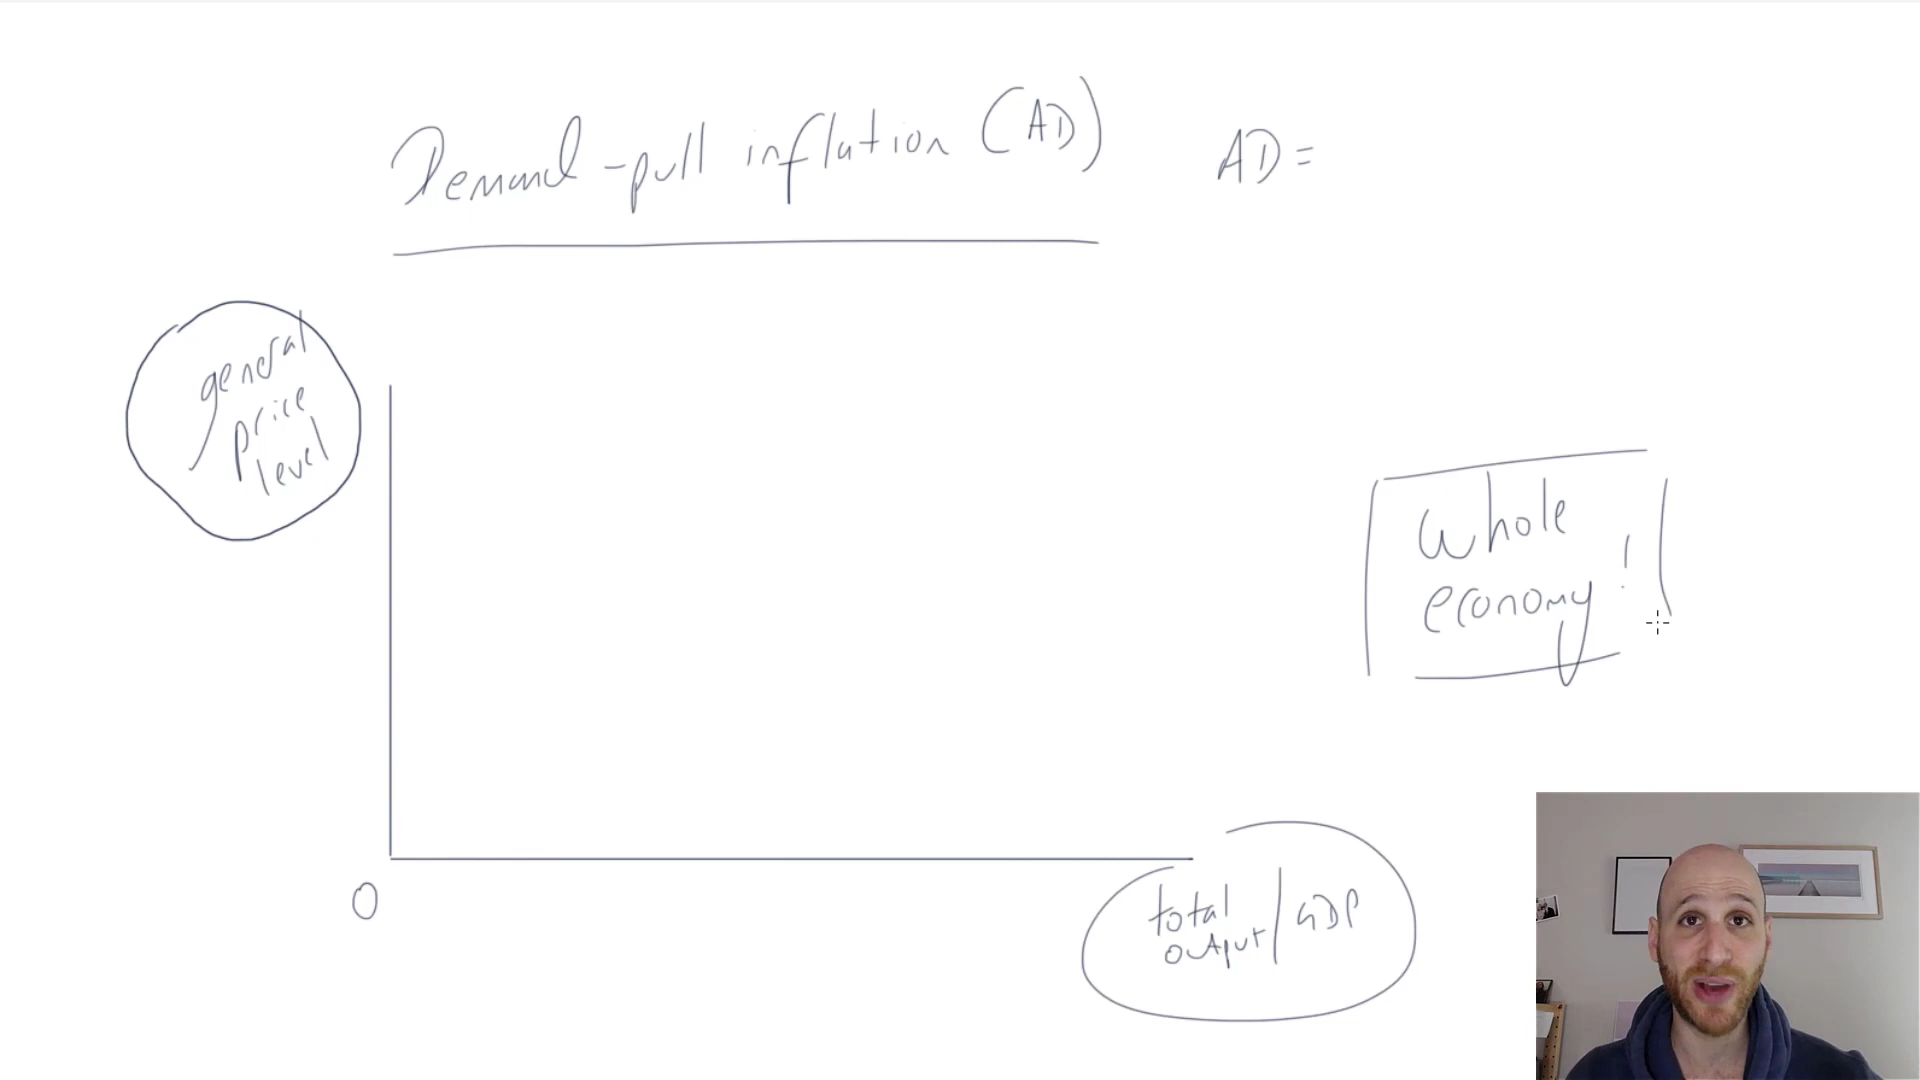 Demand-pull inflation (AD)
AD =
general
price
level
whole
economy!
0
total
output/GDP